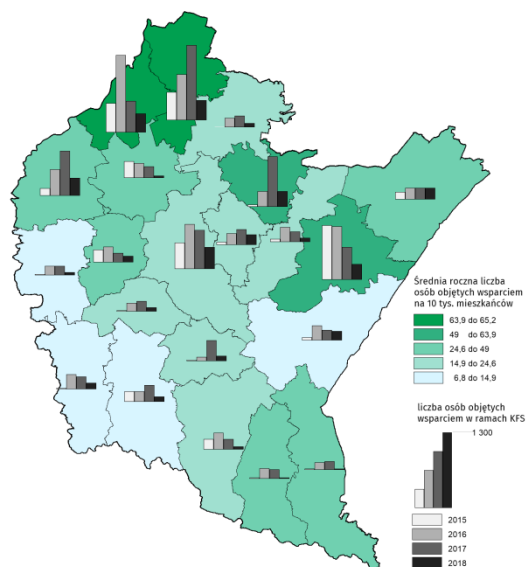 Średnia roczna liczba
osób objętych wsparciem
na 10 tys. mieszkańców
63,9 do 65,2
49 do 63,9
24,6 do 49
14,9 do 24,6
6,8 do 14,9
liczba osób objętych
wsparciem w ramach KFS
1 300
2015
2016
2017
2018